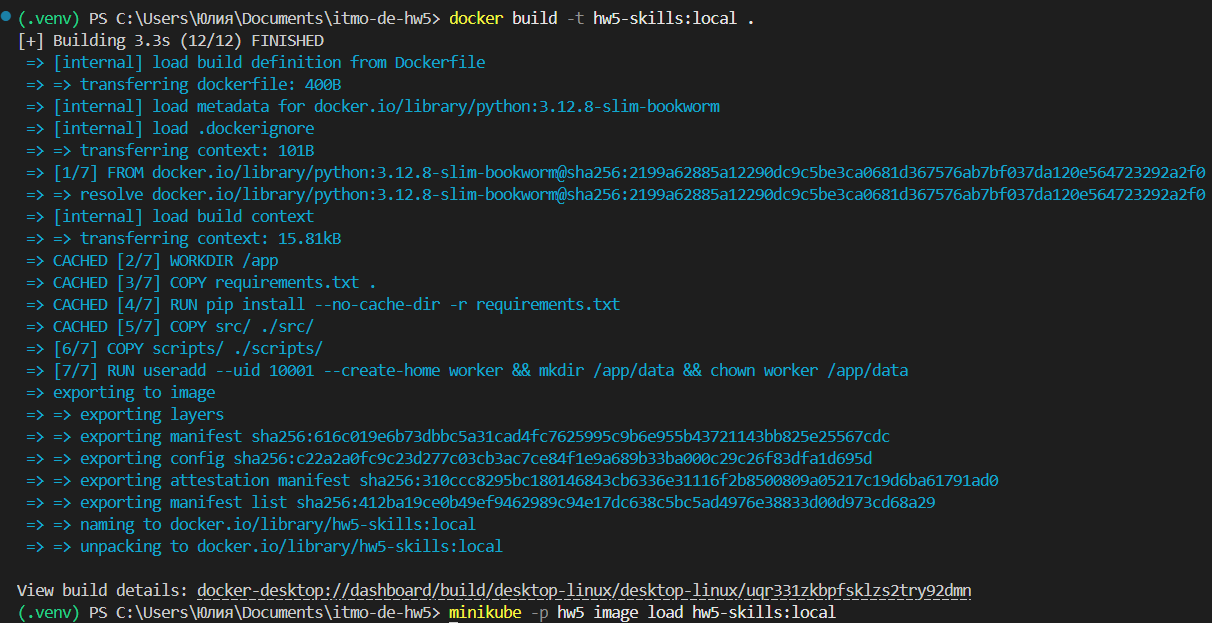 (.venv) PS C:\Users\Юлия\Documents\itmo-de-hw5> docker build -t hw5-skills:local .
[+] Building 3.3s (12/12) FINISHED
=> [internal] load build definition from Dockerfile
=> => transferring dockerfile: 400B
=> [internal] load metadata for docker.io/library/python:3.12.8-slim-bookworm
=> [internal] load .dockerignore
=> => transferring context: 101B
=> [1/7] FROM docker.io/library/python:3.12.8-slim-bookworm@sha256:2199a62885a12290dc9c5be3ca0681d367576ab7bf037da120e564723292a2f0
=> => resolve docker.io/library/python:3.12.8-slim-bookworm@sha256:2199a62885a12290dc9c5be3ca0681d367576ab7bf037da120e564723292a2f0
=> [internal] load build context
=> => transferring context: 15.81kB
=> CACHED [2/7] WORKDIR /app
=> CACHED [3/7] COPY requirements.txt .
=> CACHED [4/7] RUN pip install --no-cache-dir -r requirements.txt
=> CACHED [5/7] COPY src/ ./src/
=> [6/7] COPY scripts/ ./scripts/
=> [7/7] RUN useradd --uid 10001 --create-home worker && mkdir /app/data && chown worker /app/data
=> exporting to image
=> => exporting layers
=> => exporting manifest sha256:616c019e6b73dbbc5a31cad4fc7625995c9b6e955b43721143bb825e25567cdc
=> => exporting config sha256:c22a2a0fc9c23d277c03cb3ac7ce84f1e9a689b33ba000c29c26f83dfa1d695d
=> => exporting attestation manifest sha256:310ccc8295bc180146843cb6336e31116f2b8500809a05217c19d6ba61791ad0
=> => exporting manifest list sha256:412ba19ce0b49ef9462989c94e17dc638c5bc5ad4976e38833d00d973cd68a29
=> => naming to docker.io/library/hw5-skills:local
=> => unpacking to docker.io/library/hw5-skills:local
View build details: docker-desktop://dashboard/build/desktop-linux/desktop-linux/uqr331zkbpfsklzs2try92dmn
(.venv) PS C:\Users\Юлия\Documents\itmo-de-hw5> minikube -p hw5 image load hw5-skills:local